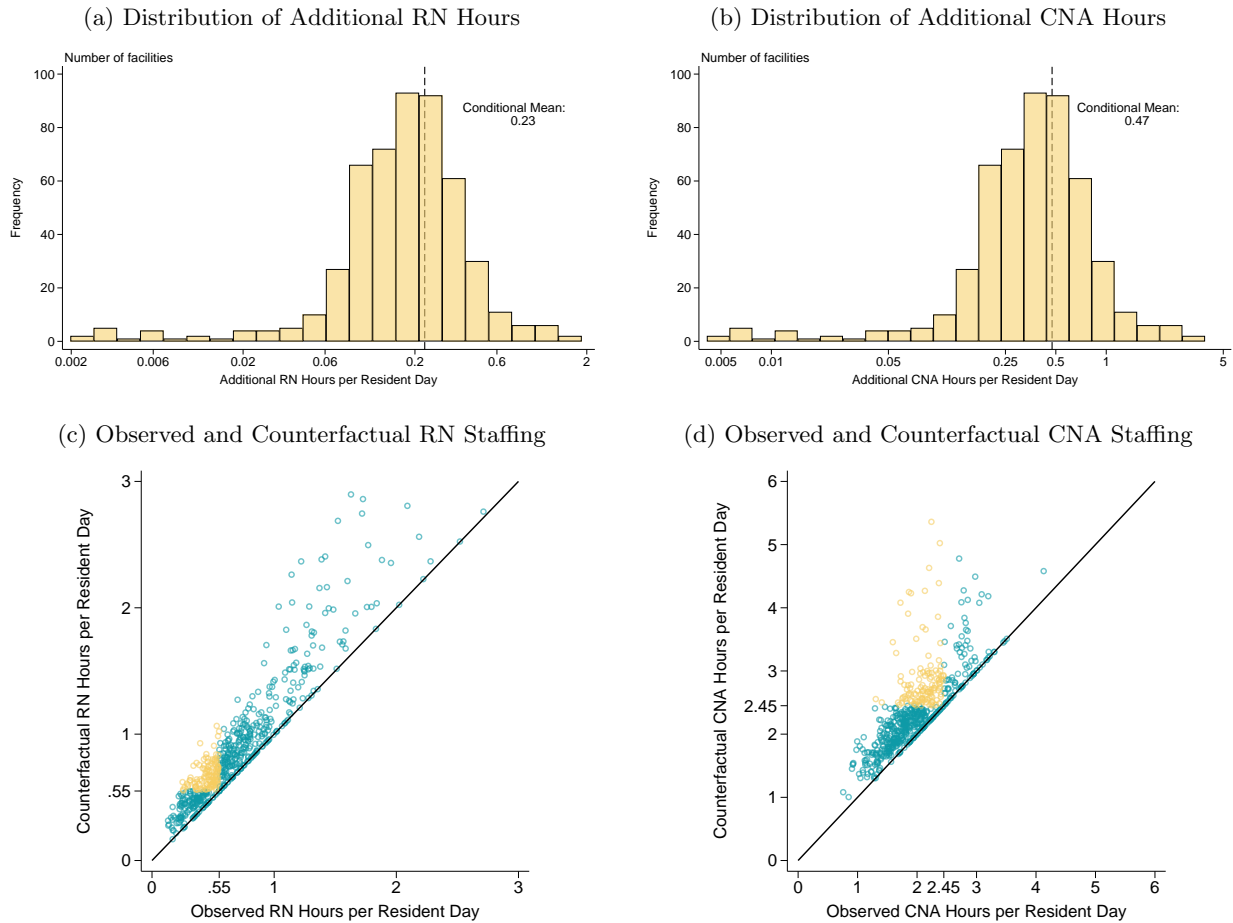 (a) Distribution of Additional RN Hours
Number of facilities
100
80
60
40
20
0
Frequency
Conditional Mean:
0.23
0.002 0.006 0.02 0.06 0.2 0.6 2
Additional RN Hours per Resident Day
(b) Distribution of Additional CNA Hours
Number of facilities
100
80
60
40
20
0
Frequency
Conditional Mean:
0.47
0.005 0.01 0.05 0.25 0.5 1 5
Additional CNA Hours per Resident Day
(c) Observed and Counterfactual RN Staffing
3
2
1
.55
0
Counterfactual RN Hours per Resident Day
0 .55 1 2 3
Observed RN Hours per Resident Day
(d) Observed and Counterfactual CNA Staffing
6
5
4
3
2.45
2
1
0
Counterfactual CNA Hours per Resident Day
0 1 2 2.45 3 4 5 6
Observed CNA Hours per Resident Day